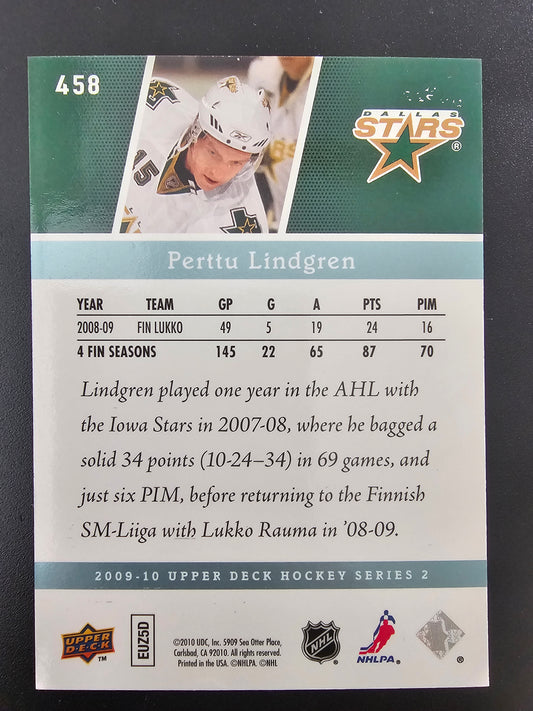 458
15
DALLAS
STARS®
Perttu Lindgren
YEAR TEAM GP G A PTS PIM
2008-09 FIN LUKKO 49 5 19 24 16
4 FIN SEASONS 145 22 65 87 70
Lindgren played one year in the AHL with
the Iowa Stars in 2007-08, where he bagged a
solid 34 points (10-24–34) in 69 games, and
just six PIM, before returning to the Finnish
SM-Liiga with Lukko Rauma in ’08-09.
2009-10 UPPER DECK HOCKEY SERIES 2
UPPER
D·E·C·K
™
EUZ5D
©2010 UDC, Inc. 5909 Sea Otter Place,
Carlsbad, CA 92010. All rights reserved.
Printed in the USA. ©NHLPA. ©NHL
NHL
®
NHLPA®
®